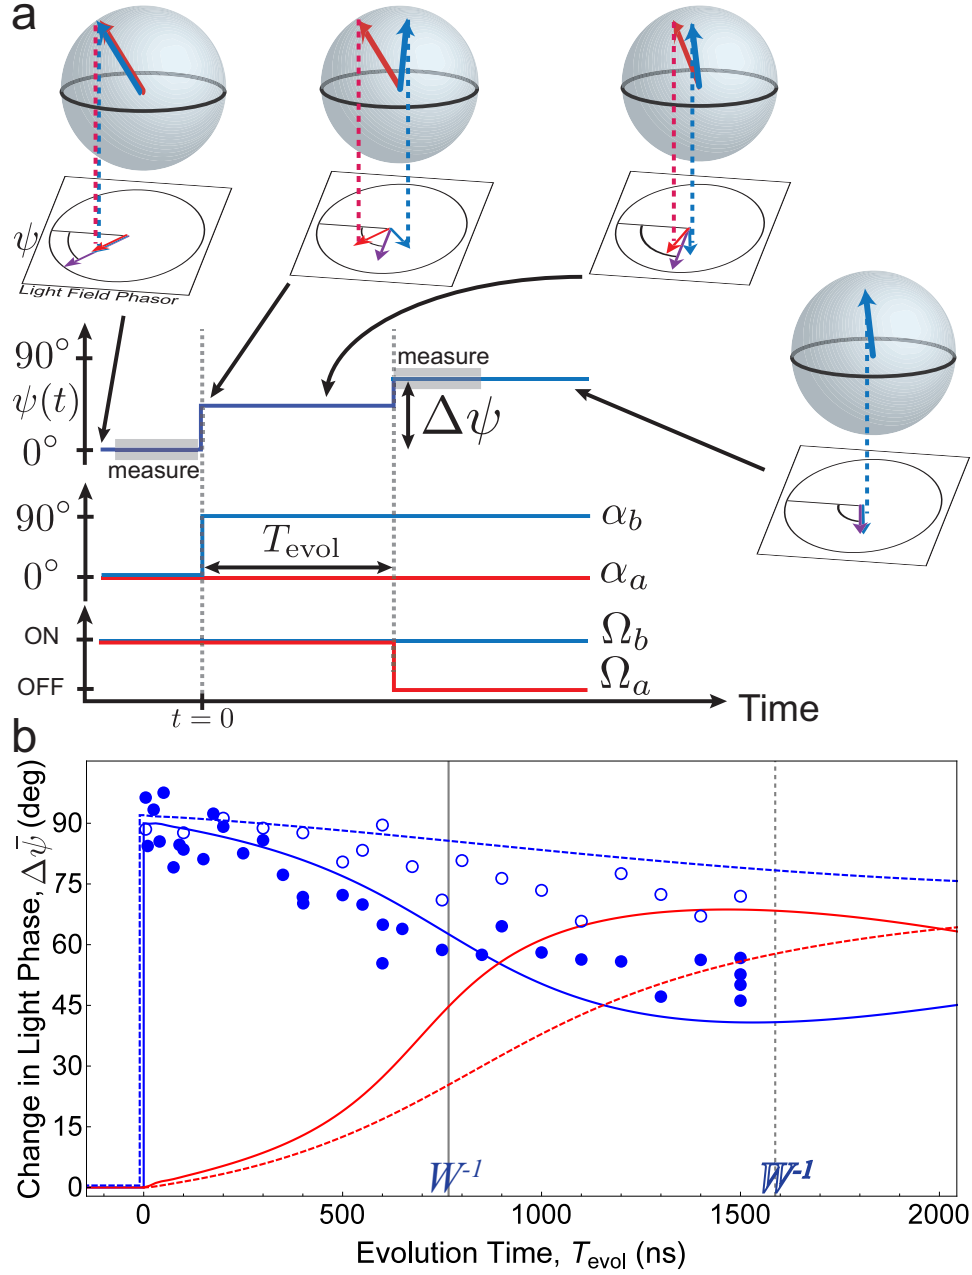 a
ψ
Light Field Phasor
90°
ψ(t)
0°
measure
measure
Δψ
90°
0°
T_evol
α_b
α_a
ON
OFF
Ω_b
Ω_a
t = 0
Time
b
Change in Light Phase, Δψ̄ (deg)
90
75
60
45
30
15
0
W⁻¹
𝕎⁻¹
0 500 1000 1500 2000
Evolution Time, T_evol (ns)